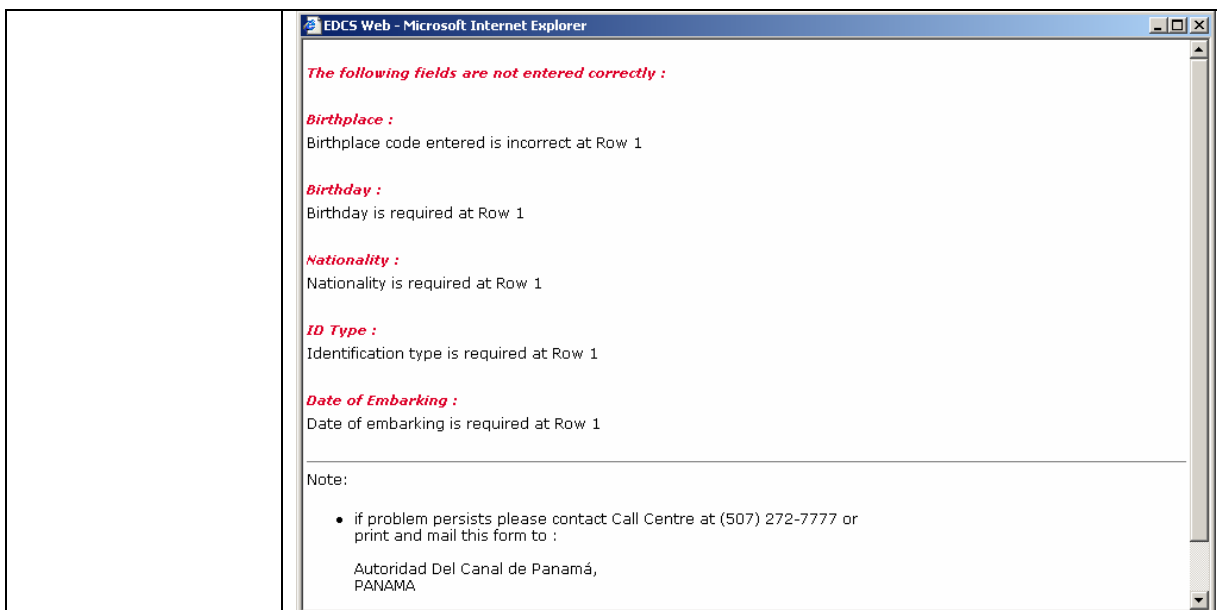 EDCS Web - Microsoft Internet Explorer
The following fields are not entered correctly :
Birthplace :
Birthplace code entered is incorrect at Row 1
Birthday :
Birthday is required at Row 1
Nationality :
Nationality is required at Row 1
ID Type :
Identification type is required at Row 1
Date of Embarking :
Date of embarking is required at Row 1
Note:
• if problem persists please contact Call Centre at (507) 272-7777 or
print and mail this form to :
Autoridad Del Canal de Panamá,
PANAMA